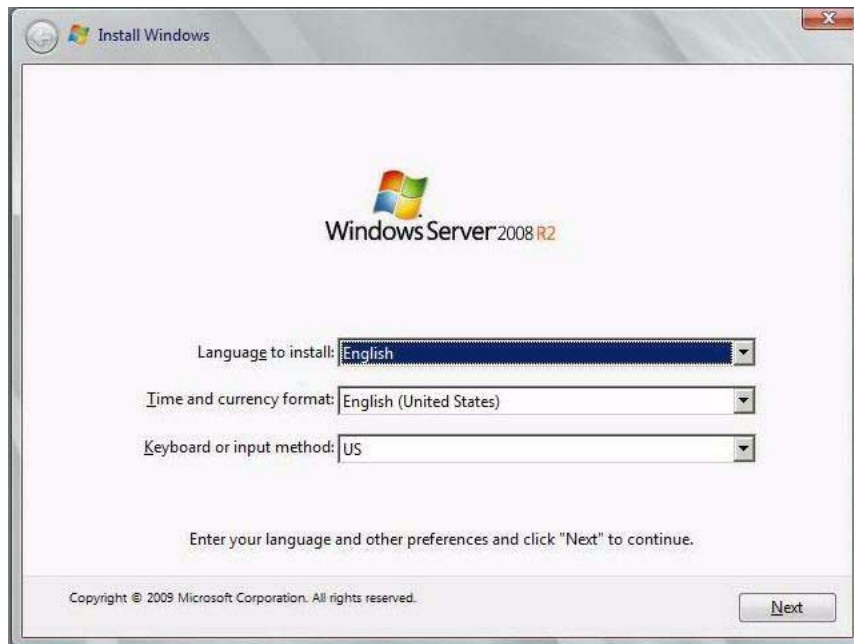 Install Windows
Windows Server 2008 R2
Language to install: English
Time and currency format: English (United States)
Keyboard or input method: US
Enter your language and other preferences and click "Next" to continue.
Copyright © 2009 Microsoft Corporation. All rights reserved.
Next